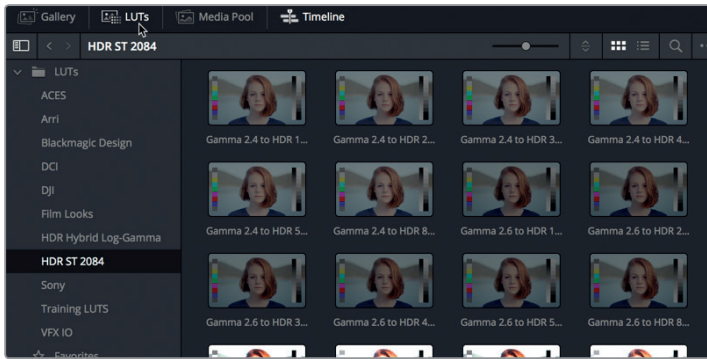 Gallery LUTs Media Pool Timeline
HDR ST 2084
LUTs
ACES
Arri
Blackmagic Design
DCI
DJI
Film Looks
HDR Hybrid Log-Gamma
HDR ST 2084
Sony
Training LUTS
VFX IO
Favorites
Gamma 2.4 to HDR 1... Gamma 2.4 to HDR 2... Gamma 2.4 to HDR 3... Gamma 2.4 to HDR 4...
Gamma 2.4 to HDR 5... Gamma 2.4 to HDR 8... Gamma 2.6 to HDR 1... Gamma 2.6 to HDR 2...
Gamma 2.6 to HDR 3... Gamma 2.6 to HDR 4... Gamma 2.6 to HDR 5... Gamma 2.6 to HDR 8...